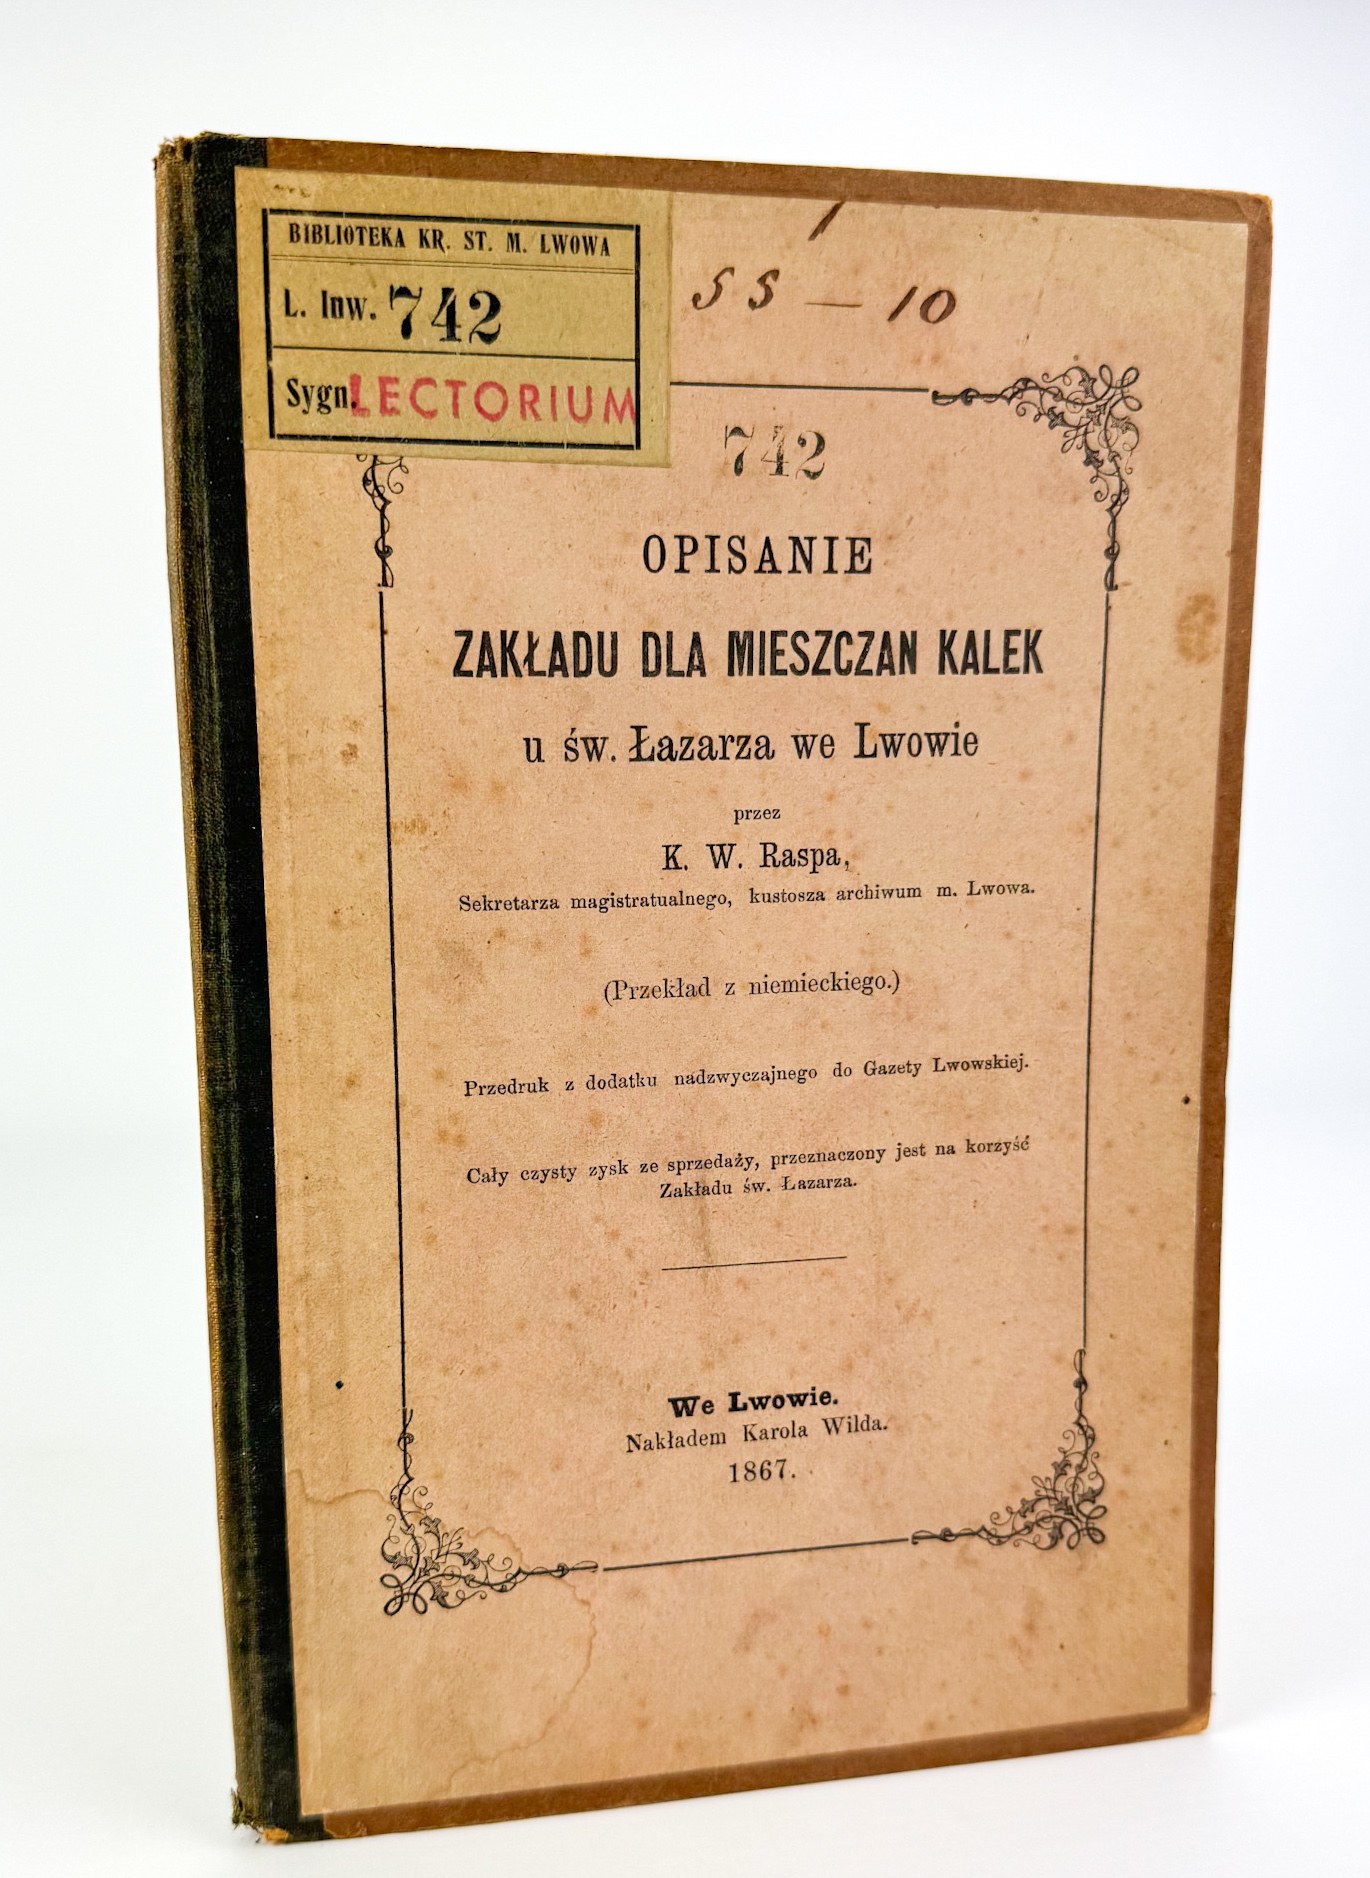 BIBLIOTEKA KR. ST. M. LWOWA
L. Inw. 742
Sygn. LECTORIUM
SS — 10
742
OPISANIE
ZAKŁADU DLA MIESZCZAN KALEK
u św. Łazarza we Lwowie
przez
K. W. Raspa,
Sekretarza magistratualnego, kustosza archiwum m. Lwowa.
(Przekład z niemieckiego.)
Przedruk z dodatku nadzwyczajnego do Gazety Lwowskiej.
Cały czysty zysk ze sprzedaży, przeznaczony jest na korzyść
Zakładu św. Łazarza.
We Lwowie.
Nakładem Karola Wilda.
1867.